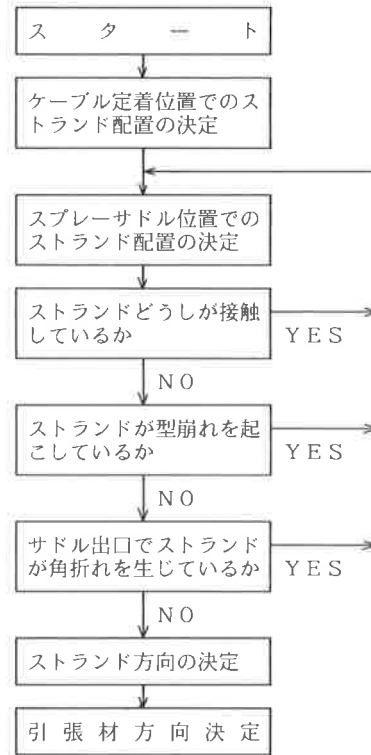 スタート
ケーブル定着位置でのス
トランド配置の決定
スプレーサドル位置での
ストランド配置の決定
ストランドどうしが接触
しているか
YES
NO
ストランドが型崩れを起
こしているか
YES
NO
サドル出口でストランド
が角折れを生じているか
YES
NO
ストランド方向の決定
引張材方向決定